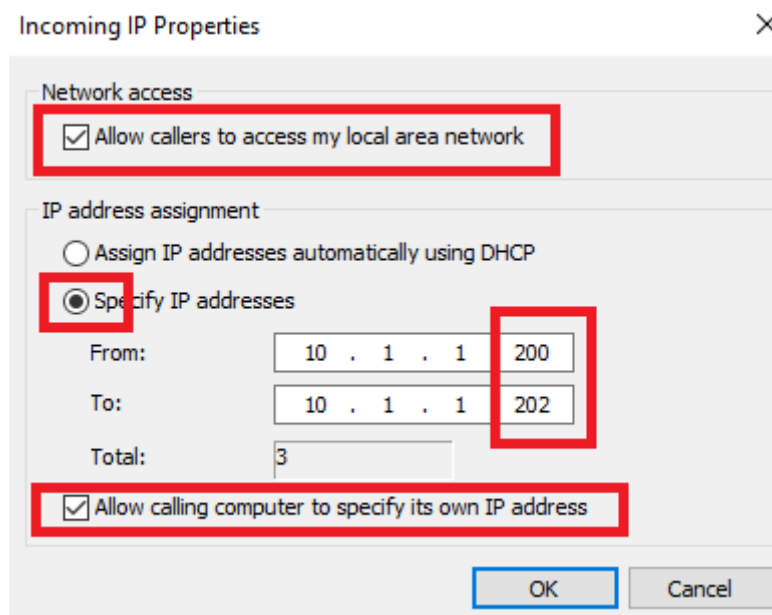 Incoming IP Properties
Network access
Allow callers to access my local area network
IP address assignment
Assign IP addresses automatically using DHCP
Specify IP addresses
From: 10 . 1 . 1 200
To: 10 . 1 . 1 202
Total: 3
Allow calling computer to specify its own IP address
OK Cancel